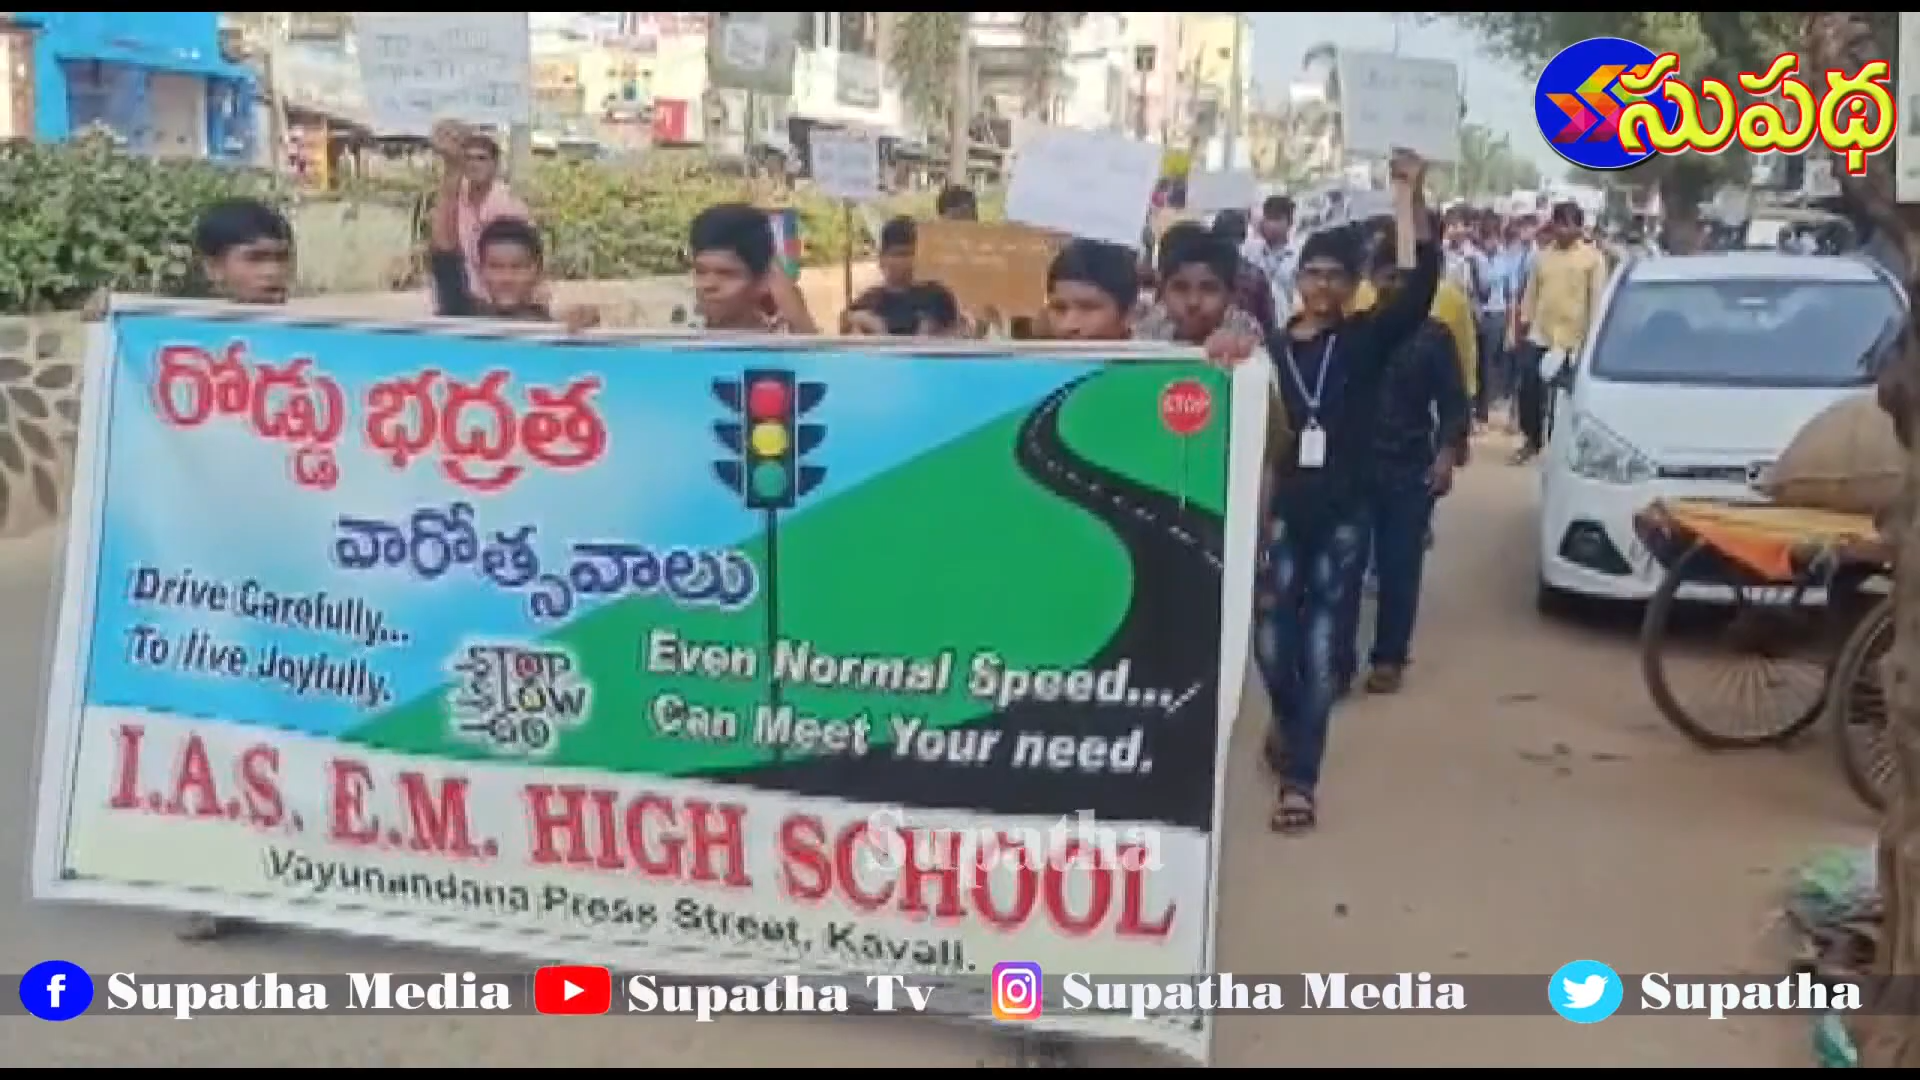 సుపథ
రోడ్డు భద్రత
వారోత్సవాలు
STOP
Drive Carefully...
To live Joyfully.
SLOW
Even Normal Speed...
Can Meet Your need.
I.A.S. E.M. HIGH SCHOOL
Vayunandana Press Street, Kavali.
Supatha
Supatha Media
Supatha Tv
Supatha Media
Supatha